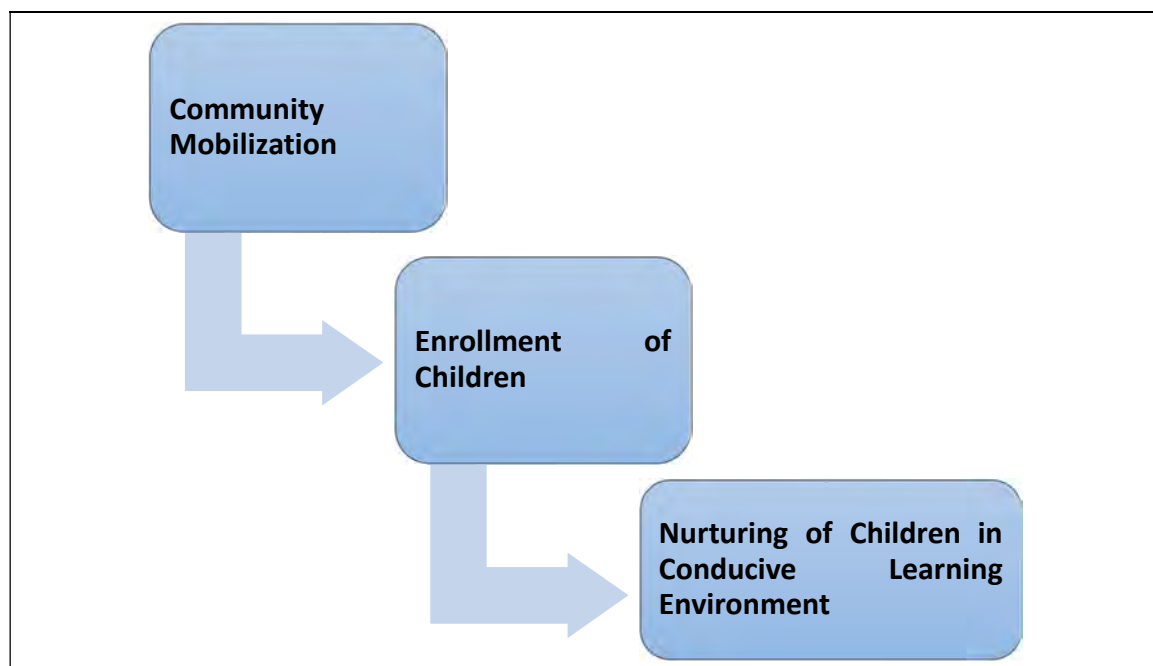 Community
Mobilization
Enrollment of
Children
Nurturing of Children in
Conducive Learning
Environment